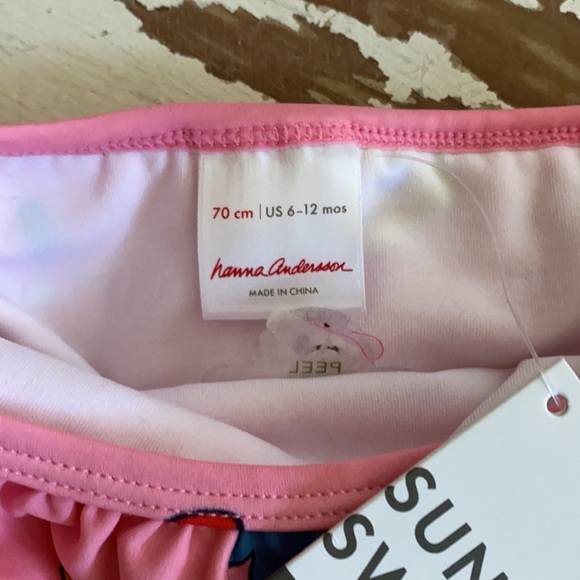 70 cm | US 6-12 mos
hanna Andersson
MADE IN CHINA
PEEL
SUN
SW